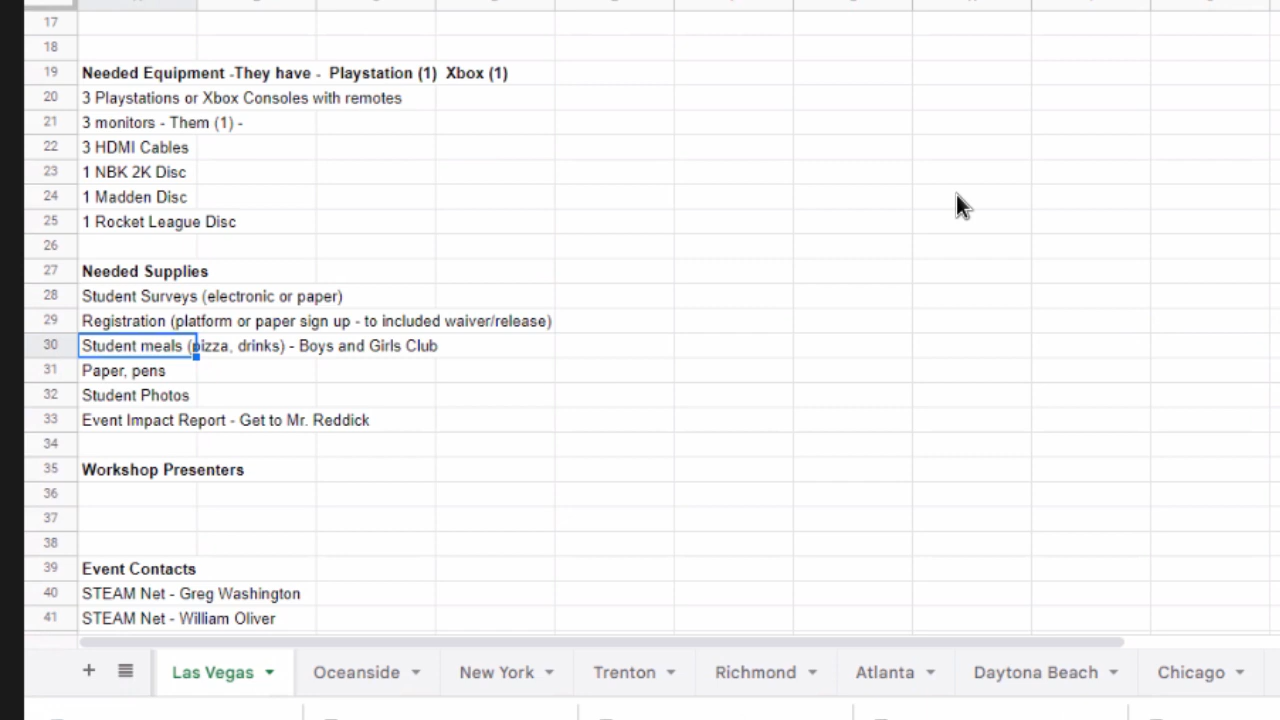 17
18
19 Needed Equipment -They have - Playstation (1) Xbox (1)
20 3 Playstations or Xbox Consoles with remotes
21 3 monitors - Them (1) -
22 3 HDMI Cables
23 1 NBK 2K Disc
24 1 Madden Disc
25 1 Rocket League Disc
26
27 Needed Supplies
28 Student Surveys (electronic or paper)
29 Registration (platform or paper sign up - to included waiver/release)
30 Student meals (pizza, drinks) - Boys and Girls Club
31 Paper, pens
32 Student Photos
33 Event Impact Report - Get to Mr. Reddick
34
35 Workshop Presenters
36
37
38
39 Event Contacts
40 STEAM Net - Greg Washington
41 STEAM Net - William Oliver
Las Vegas Oceanside New York Trenton Richmond Atlanta Daytona Beach Chicago